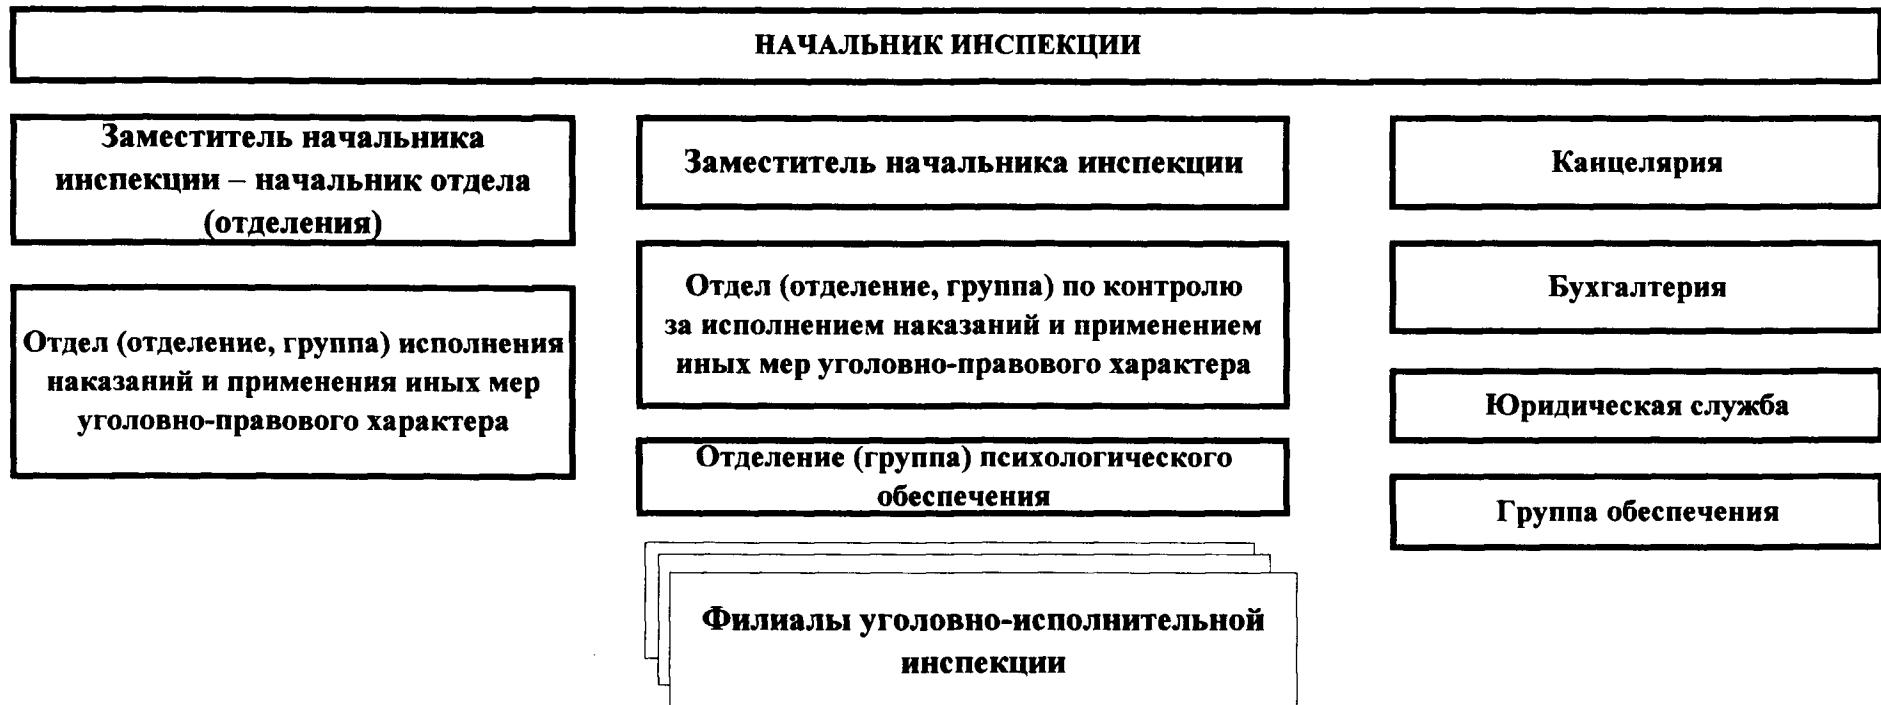 НАЧАЛЬНИК ИНСПЕКЦИИ
Заместитель начальника
инспекции – начальник отдела
(отделения)
Отдел (отделение, группа) исполнения
наказаний и применения иных мер
уголовно-правового характера
Заместитель начальника инспекции
Отдел (отделение, группа) по контролю
за исполнением наказаний и применением
иных мер уголовно-правового характера
Отделение (группа) психологического
обеспечения
Филиалы уголовно-исполнительной
инспекции
Канцелярия
Бухгалтерия
Юридическая служба
Группа обеспечения